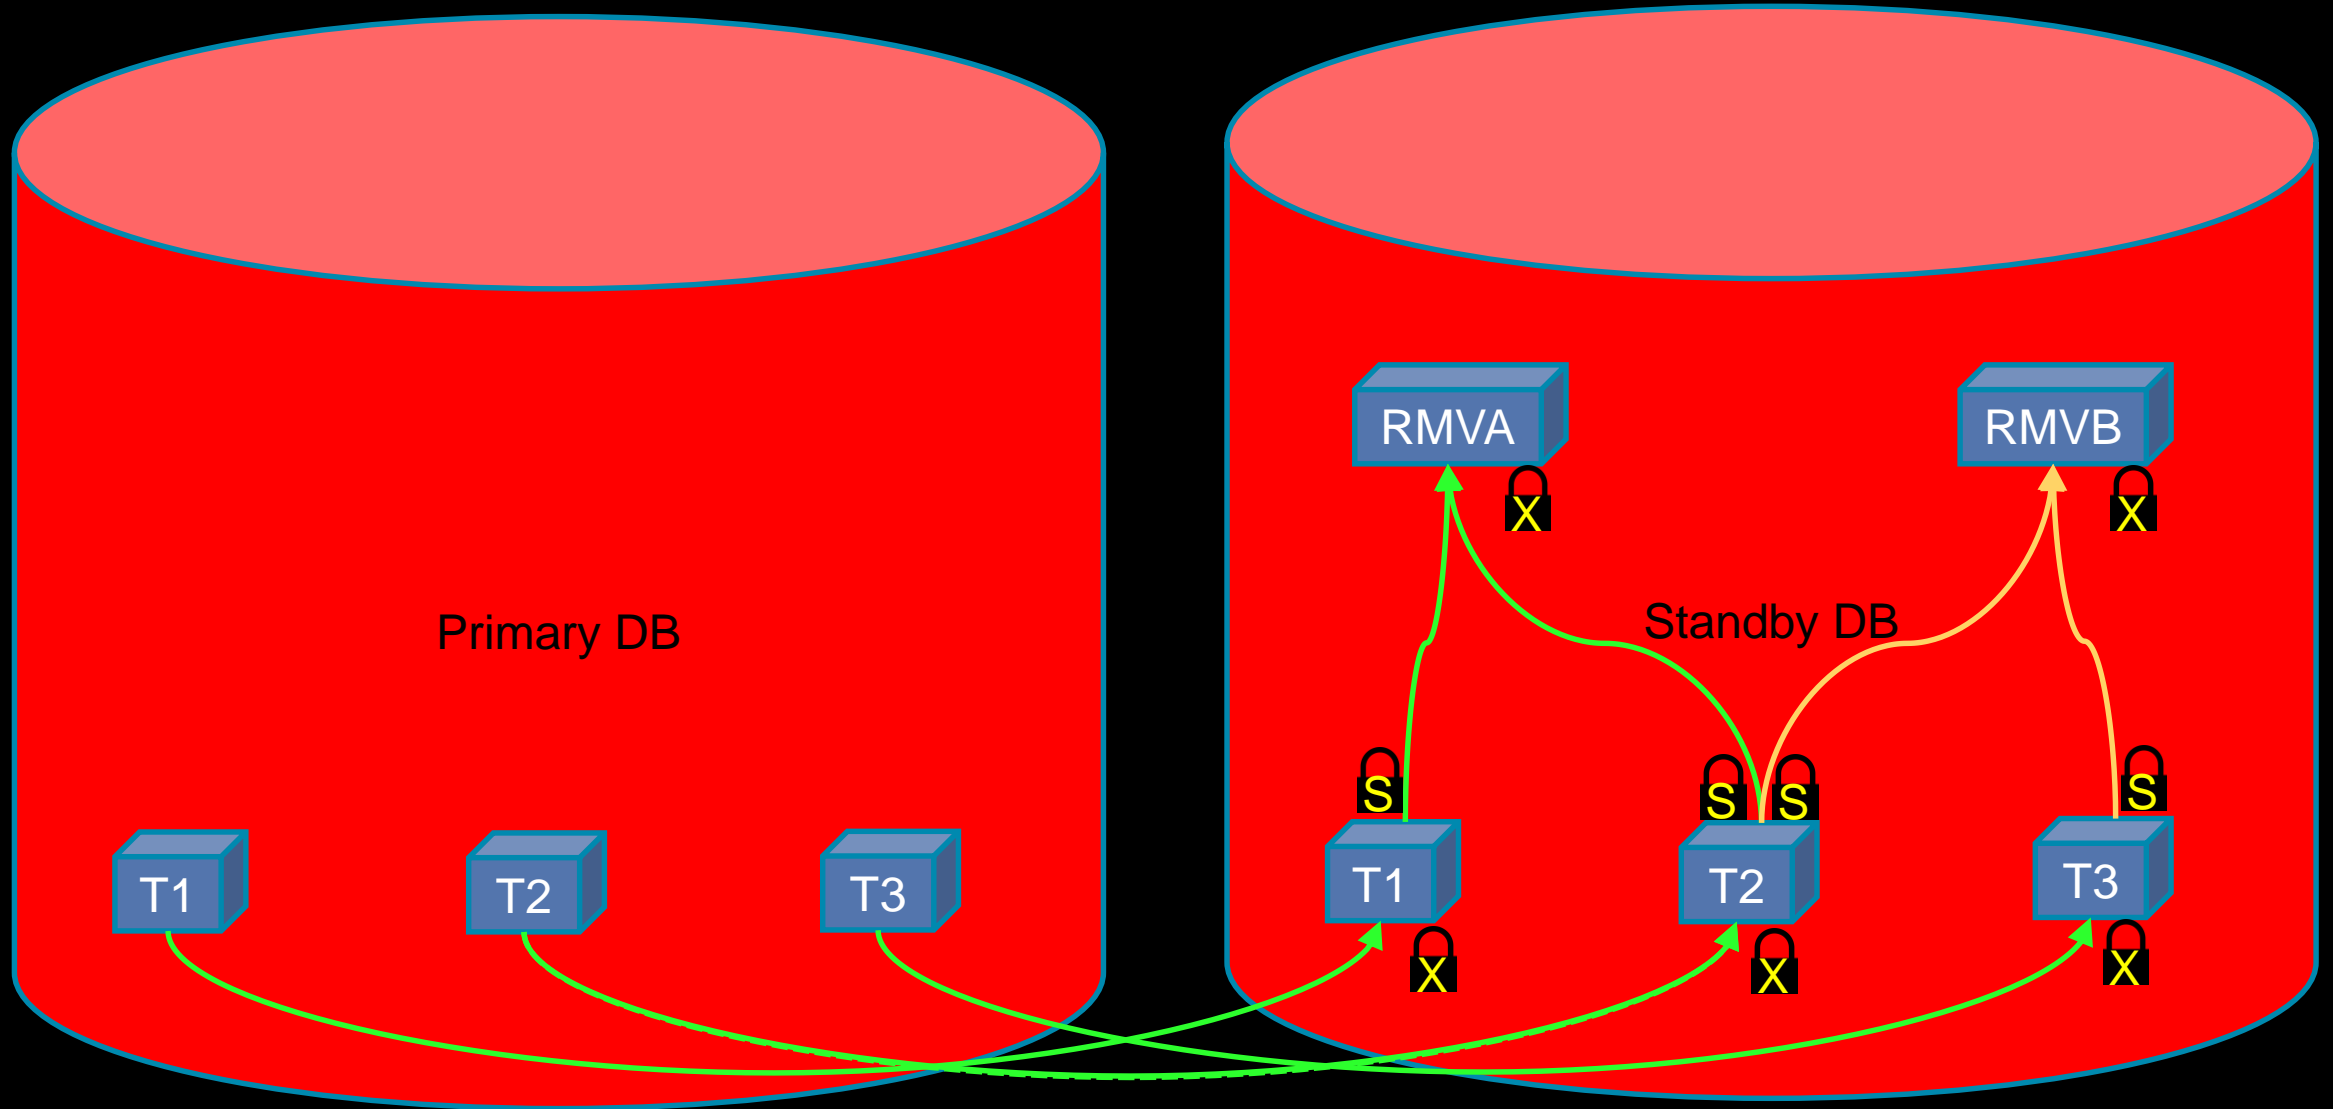 RMVA
RMVB
X
X
Primary DB
Standby DB
S
S
S
S
T1
T2
T3
T1
T2
T3
X
X
X